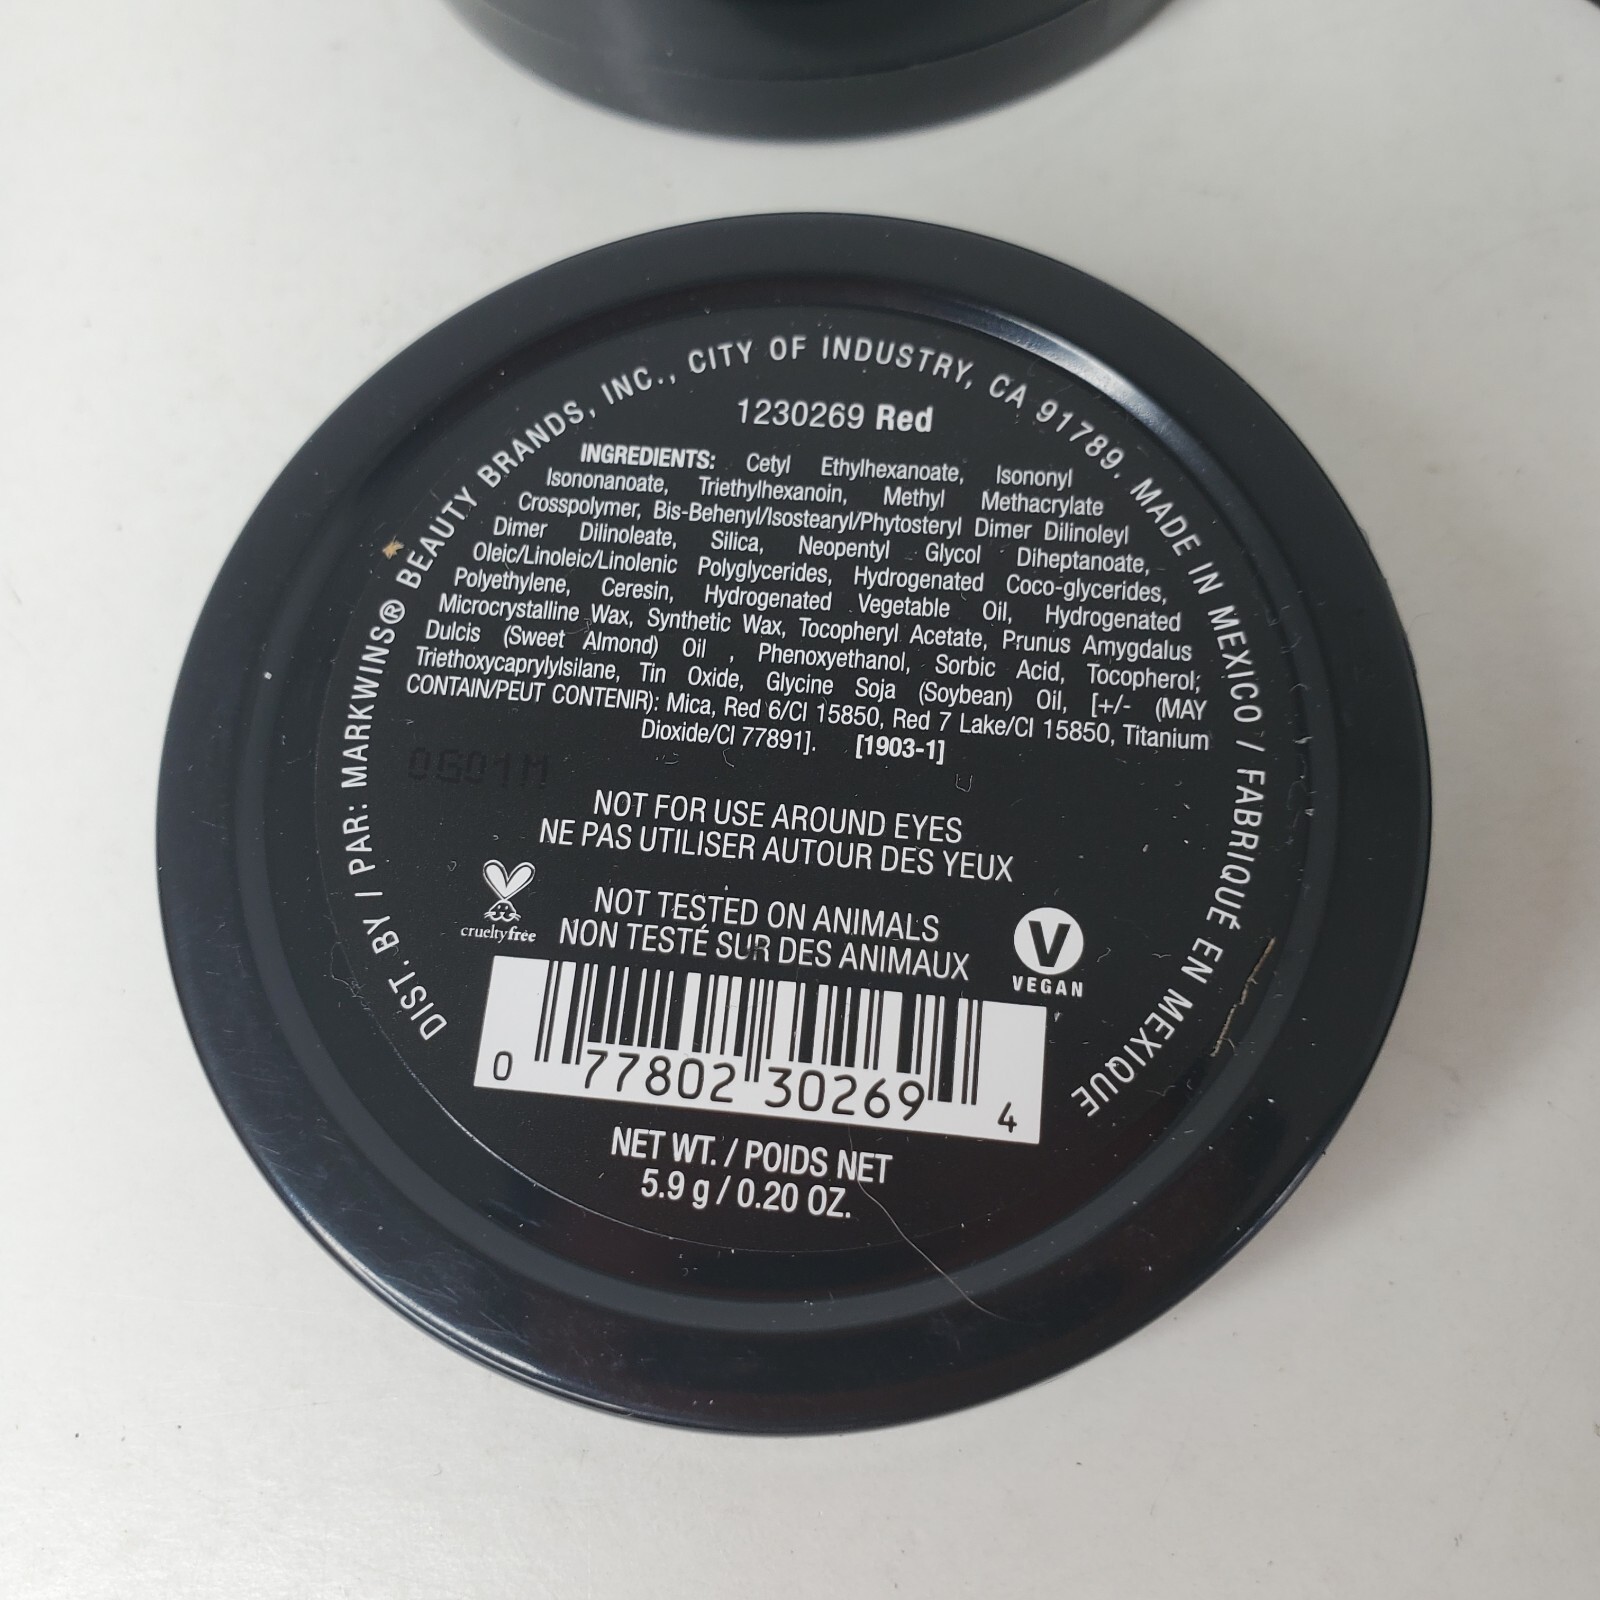 DIST. BY / PAR: MARKWINS® BEAUTY BRANDS, INC., CITY OF INDUSTRY, CA 91789. MADE IN MEXICO / FABRIQUÉ EN MEXIQUE
1230269 Red
INGREDIENTS: Cetyl Ethylhexanoate, Isononyl
Isononanoate, Triethylhexanoin, Methyl Methacrylate
Crosspolymer, Bis-Behenyl/Isostearyl/Phytosteryl Dimer Dilinoleyl
Dimer Dilinoleate, Silica, Neopentyl Glycol Diheptanoate,
Oleic/Linoleic/Linolenic Polyglycerides, Hydrogenated Coco-glycerides,
Polyethylene, Ceresin, Hydrogenated Vegetable Oil, Hydrogenated
Microcrystalline Wax, Synthetic Wax, Tocopheryl Acetate, Prunus Amygdalus
Dulcis (Sweet Almond) Oil , Phenoxyethanol, Sorbic Acid, Tocopherol;
Triethoxycaprylylsilane, Tin Oxide, Glycine Soja (Soybean) Oil, [+/- (MAY
CONTAIN/PEUT CONTENIR): Mica, Red 6/CI 15850, Red 7 Lake/CI 15850, Titanium
Dioxide/CI 77891]. [1903-1]
NOT FOR USE AROUND EYES
NE PAS UTILISER AUTOUR DES YEUX
NOT TESTED ON ANIMALS
NON TESTÉ SUR DES ANIMAUX
crueltyfree
V
VEGAN
0 77802 30269 4
NET WT. / POIDS NET
5.9 g / 0.20 OZ.